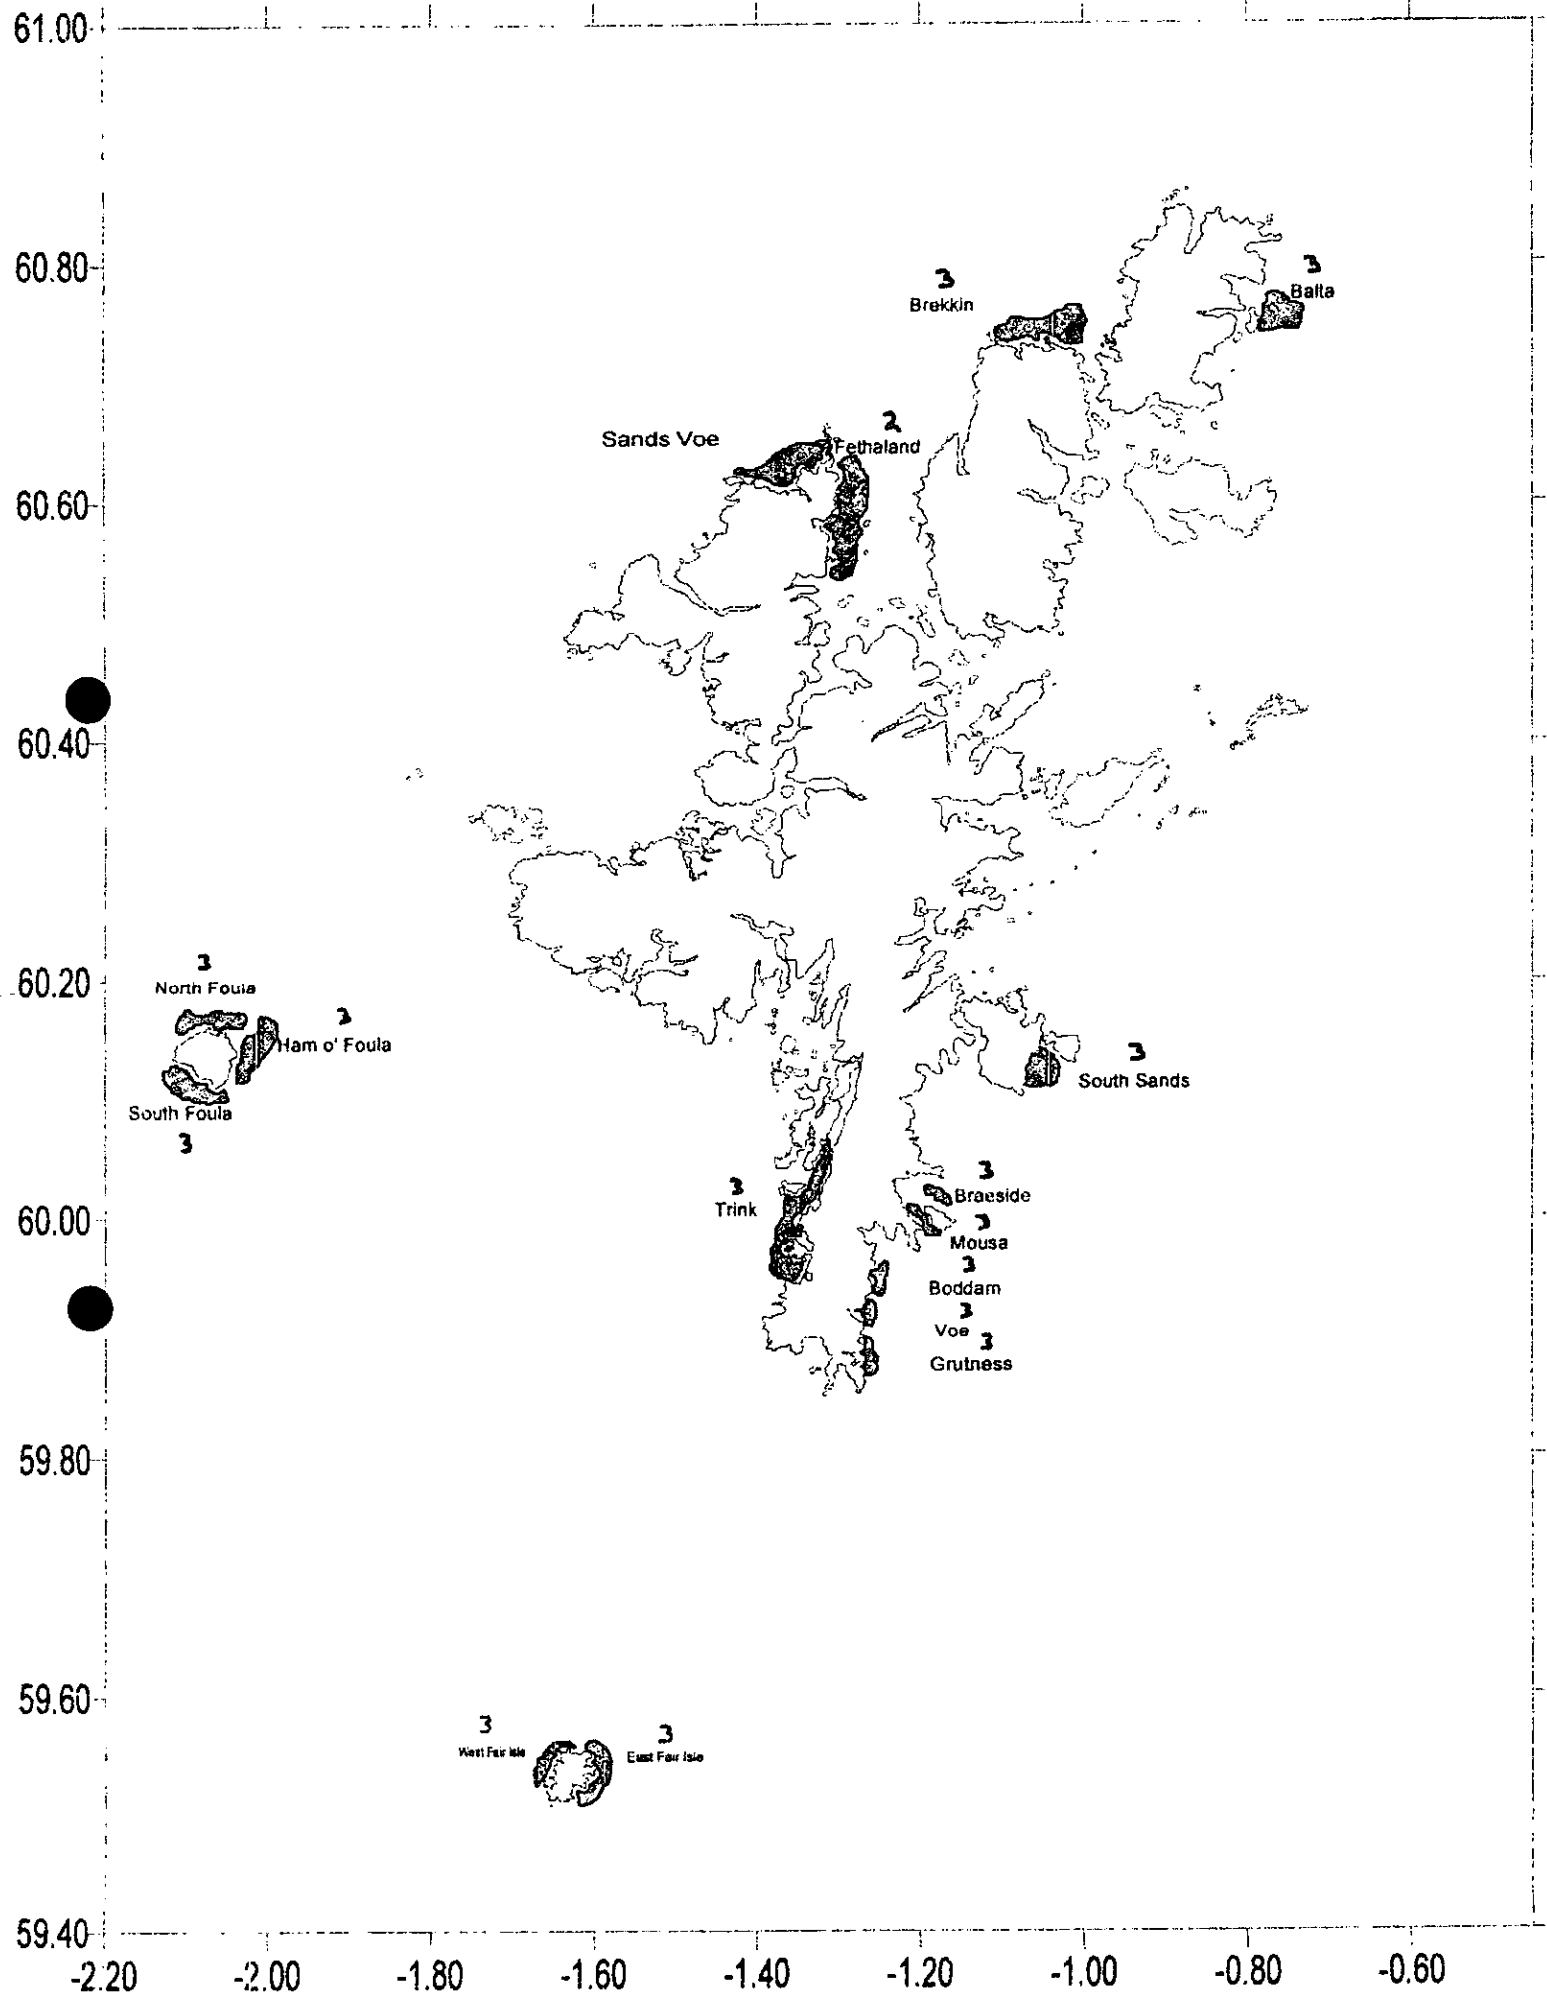 61.00
60.80
3
Brekkin
3
Balta
2
Sands Voe
Fethaland
60.60
60.40
60.20
3
North Foula
3
Ham o' Foula
South Foula
3
3
South Sands
60.00
3
Trink
3
Braeside
3
Mousa
3
Boddam
3
Voe
3
Grutness
59.80
59.60
3
West Fair Isle
3
East Fair Isle
59.40
-2.20 -2.00 -1.80 -1.60 -1.40 -1.20 -1.00 -0.80 -0.60